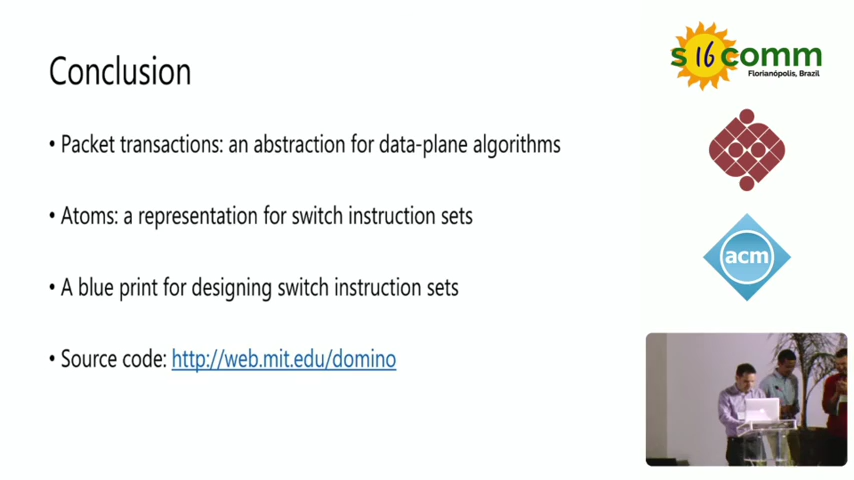 Conclusion
• Packet transactions: an abstraction for data-plane algorithms
• Atoms: a representation for switch instruction sets
• A blue print for designing switch instruction sets
• Source code: http://web.mit.edu/domino
s16comm
Florianópolis, Brazil
acm